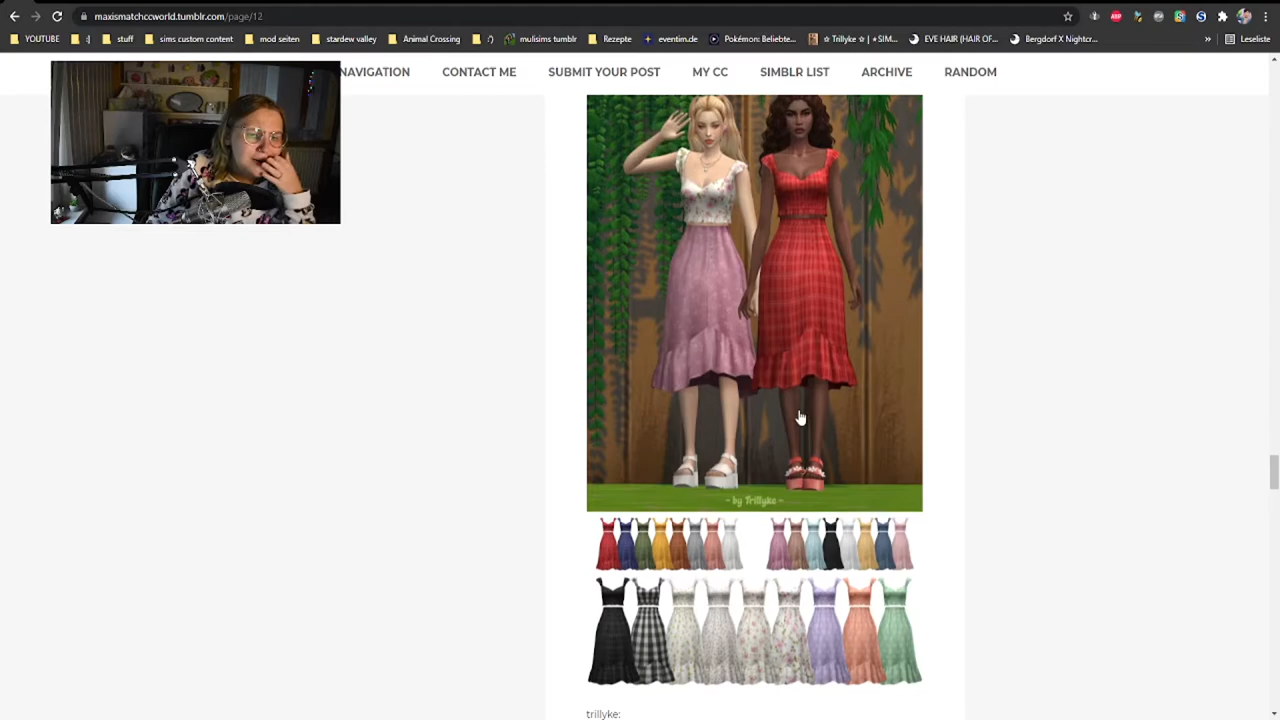 maxismatchccworld.tumblr.com/page/12
YOUTUBE :( stuff sims custom content mod seiten stardew valley Animal Crossing mulisims tumblr Rezepte eventim.de Pokémon: Beliebte... ☆ Trillyke ☆ | ⭐SIM... EVE HAIR (HAIR OF... Bergdorf X Nightcr... » Leseliste
NAVIGATION CONTACT ME SUBMIT YOUR POST MY CC SIMBLR LIST ARCHIVE RANDOM
~ by Trillyke ~
trillyke: